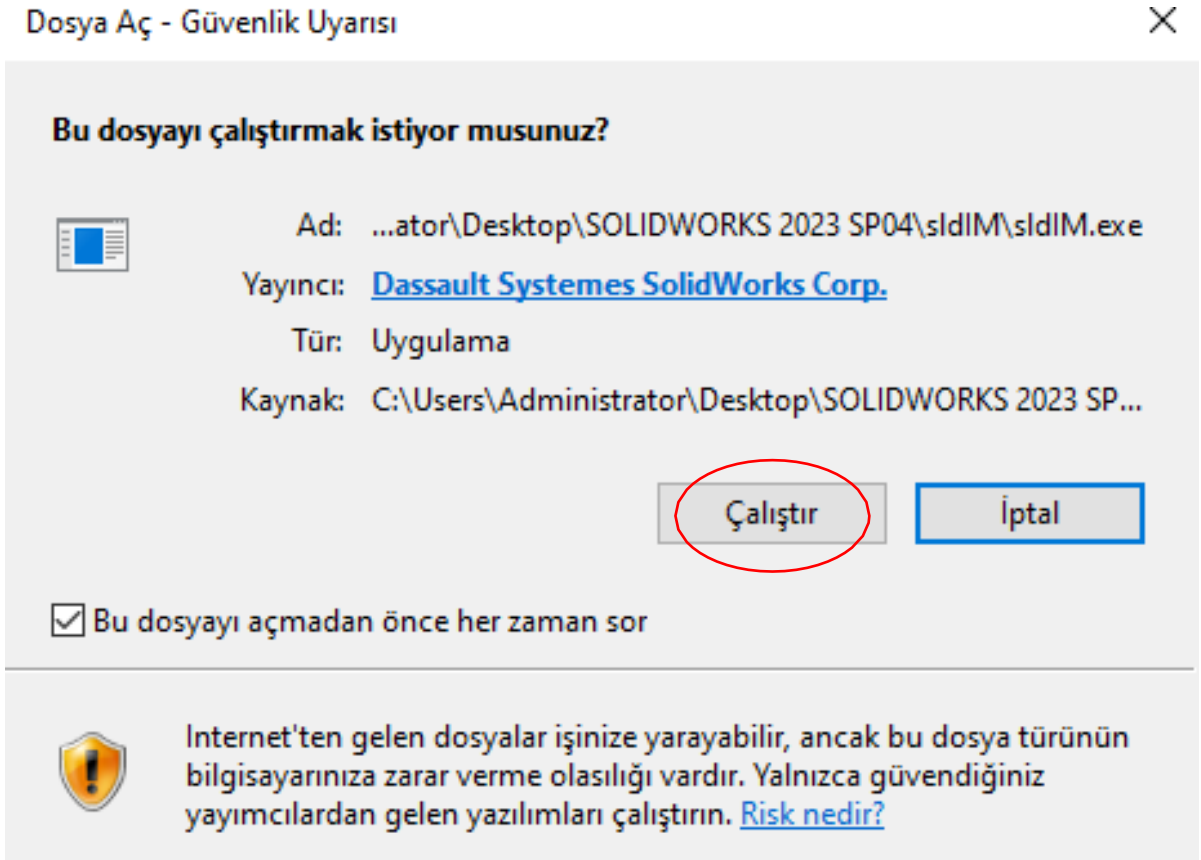 Dosya Aç - Güvenlik Uyarısı
Bu dosyayı çalıştırmak istiyor musunuz?
Ad: ...ator\Desktop\SOLIDWORKS 2023 SP04\sldIM\sldIM.exe
Yayıncı: Dassault Systemes SolidWorks Corp.
Tür: Uygulama
Kaynak: C:\Users\Administrator\Desktop\SOLIDWORKS 2023 SP...
Çalıştır İptal
Bu dosyayı açmadan önce her zaman sor
Internet'ten gelen dosyalar işinize yarayabilir, ancak bu dosya türünün
bilgisayarınıza zarar verme olasılığı vardır. Yalnızca güvendiğiniz
yayımcılardan gelen yazılımları çalıştırın. Risk nedir?